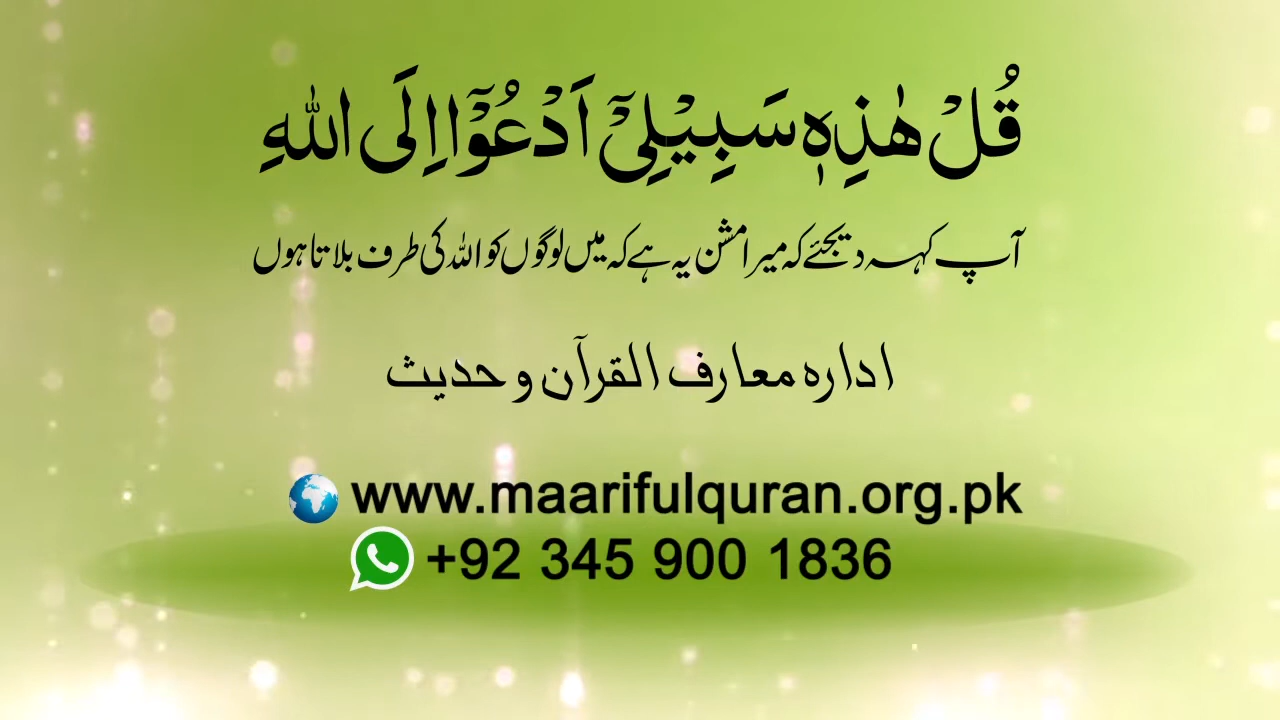 قُلْ هٰذِهٖ سَبِیْلِیْۤ اَدْعُوْۤا اِلَی اللّٰهِ
آپ کہہ دیجئے کہ میرا مشن یہ ہے کہ میں لوگوں کو اللہ کی طرف بلاتا ہوں
ادارہ معارف القرآن و حدیث
www.maarifulquran.org.pk
+92 345 900 1836